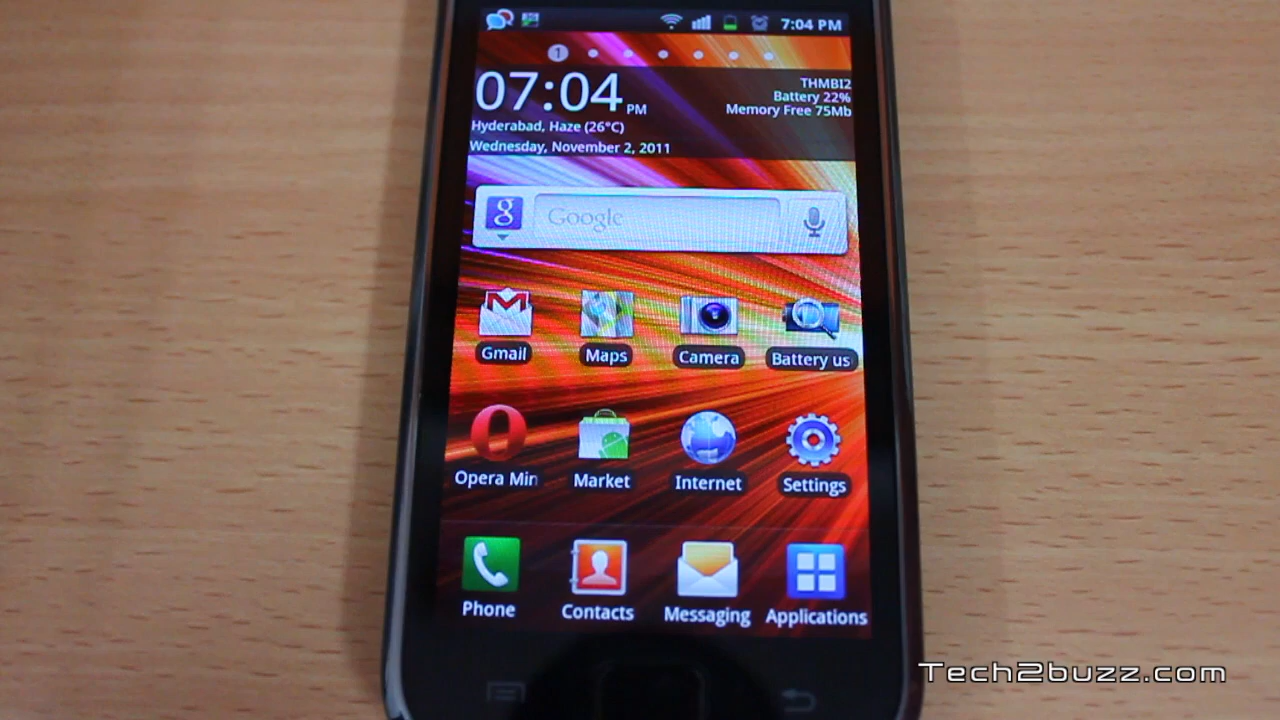 7:04 PM
1
07:04 PM
THMBI2
Battery 22%
Memory Free 75Mb
Hyderabad, Haze (26°C)
Wednesday, November 2, 2011
g Google
Gmail Maps Camera Battery us
Opera Min Market Internet Settings
Phone Contacts Messaging Applications
Tech2buzz.com